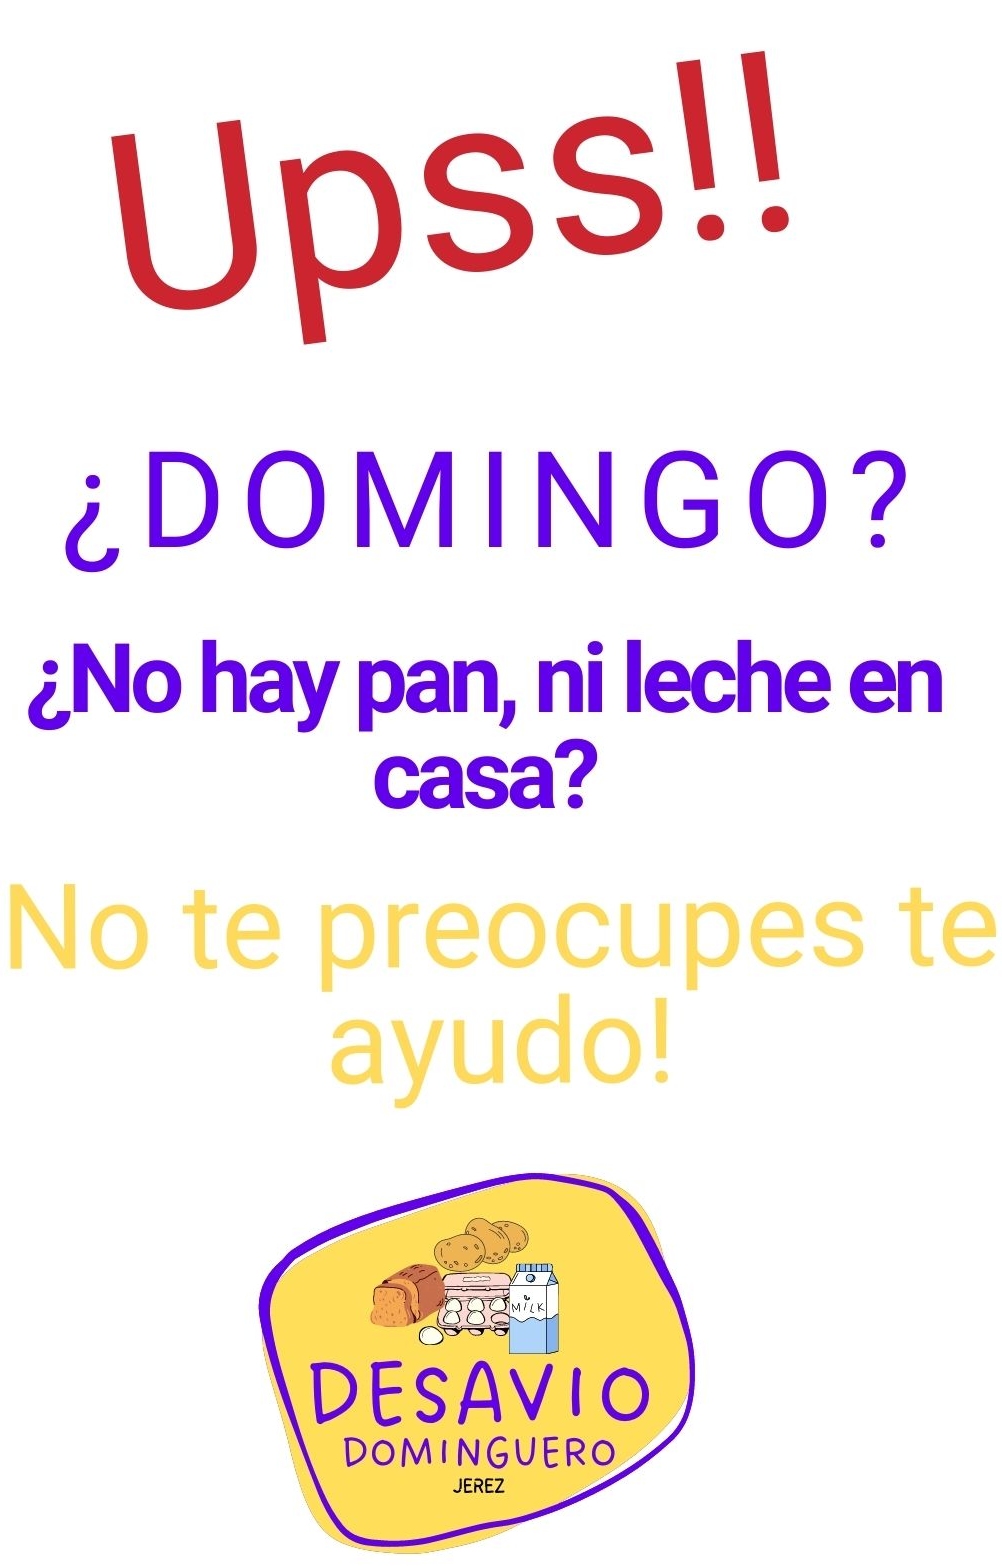 Upss!!
¿DOMINGO?
¿No hay pan, ni leche en
casa?
No te preocupes te
ayudo!
MILK
DESAVIO
DOMINGUERO
JEREZ